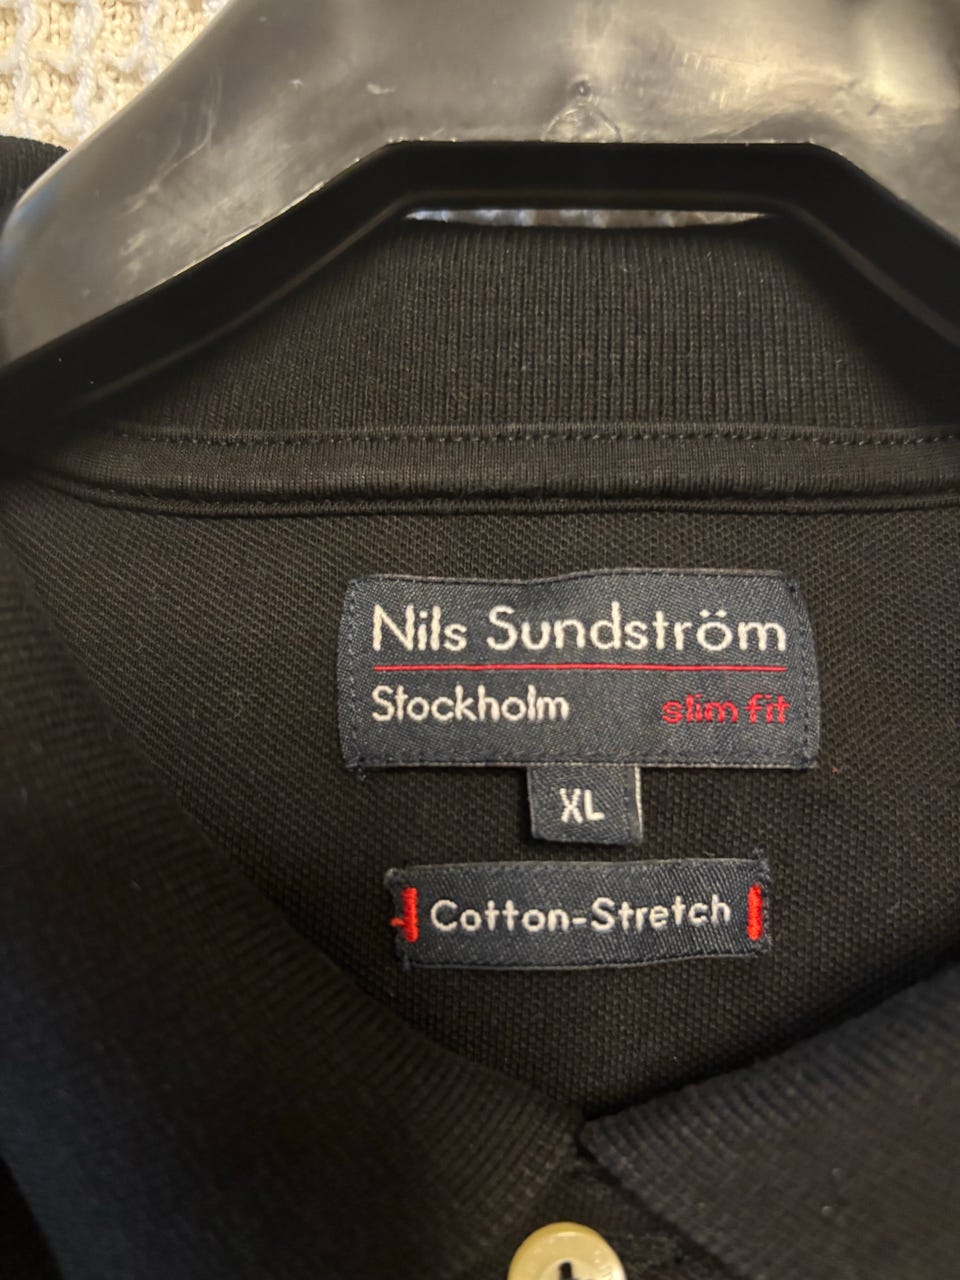 Nils Sundström
Stockholm slim fit
XL
Cotton-Stretch